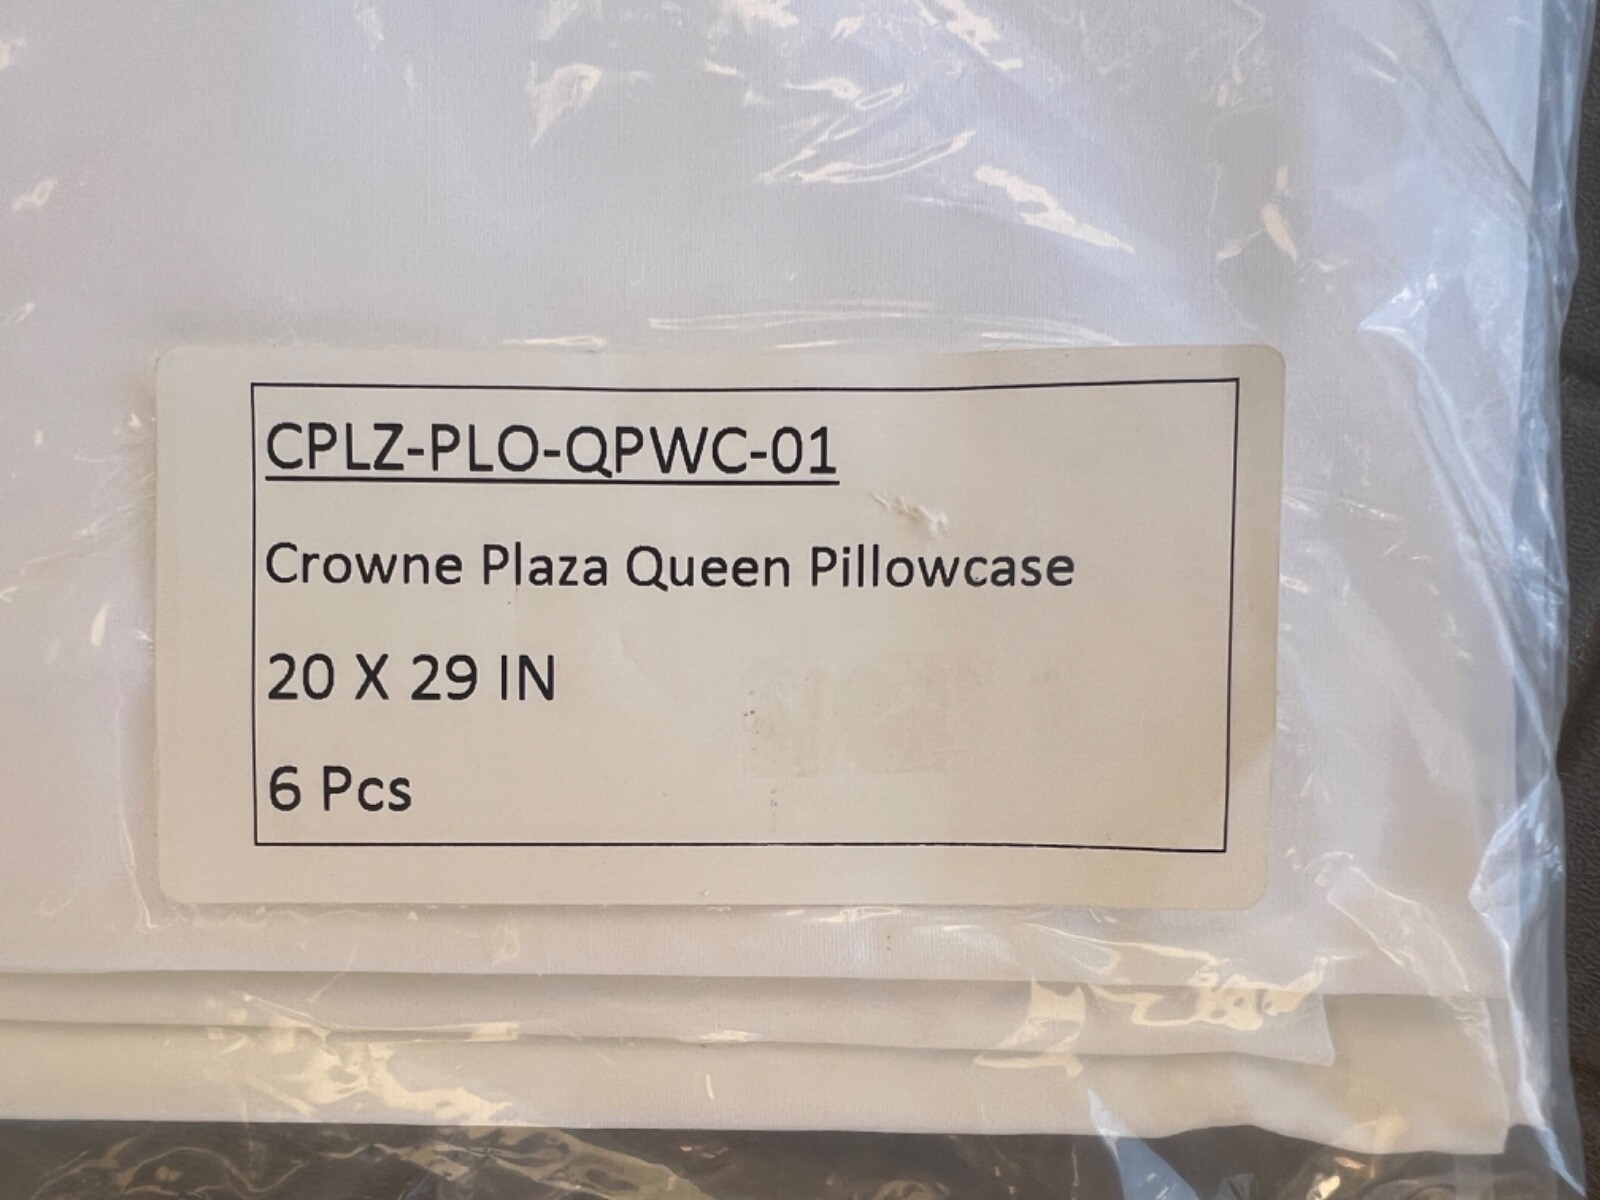 CPLZ-PLO-QPWC-01
Crowne Plaza Queen Pillowcase
20 X 29 IN
6 Pcs